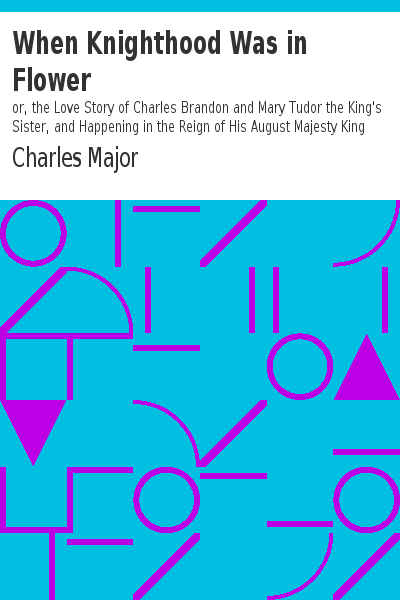 When Knighthood Was in
Flower
or, the Love Story of Charles Brandon and Mary Tudor the King's
Sister, and Happening in the Reign of His August Majesty King
Charles Major